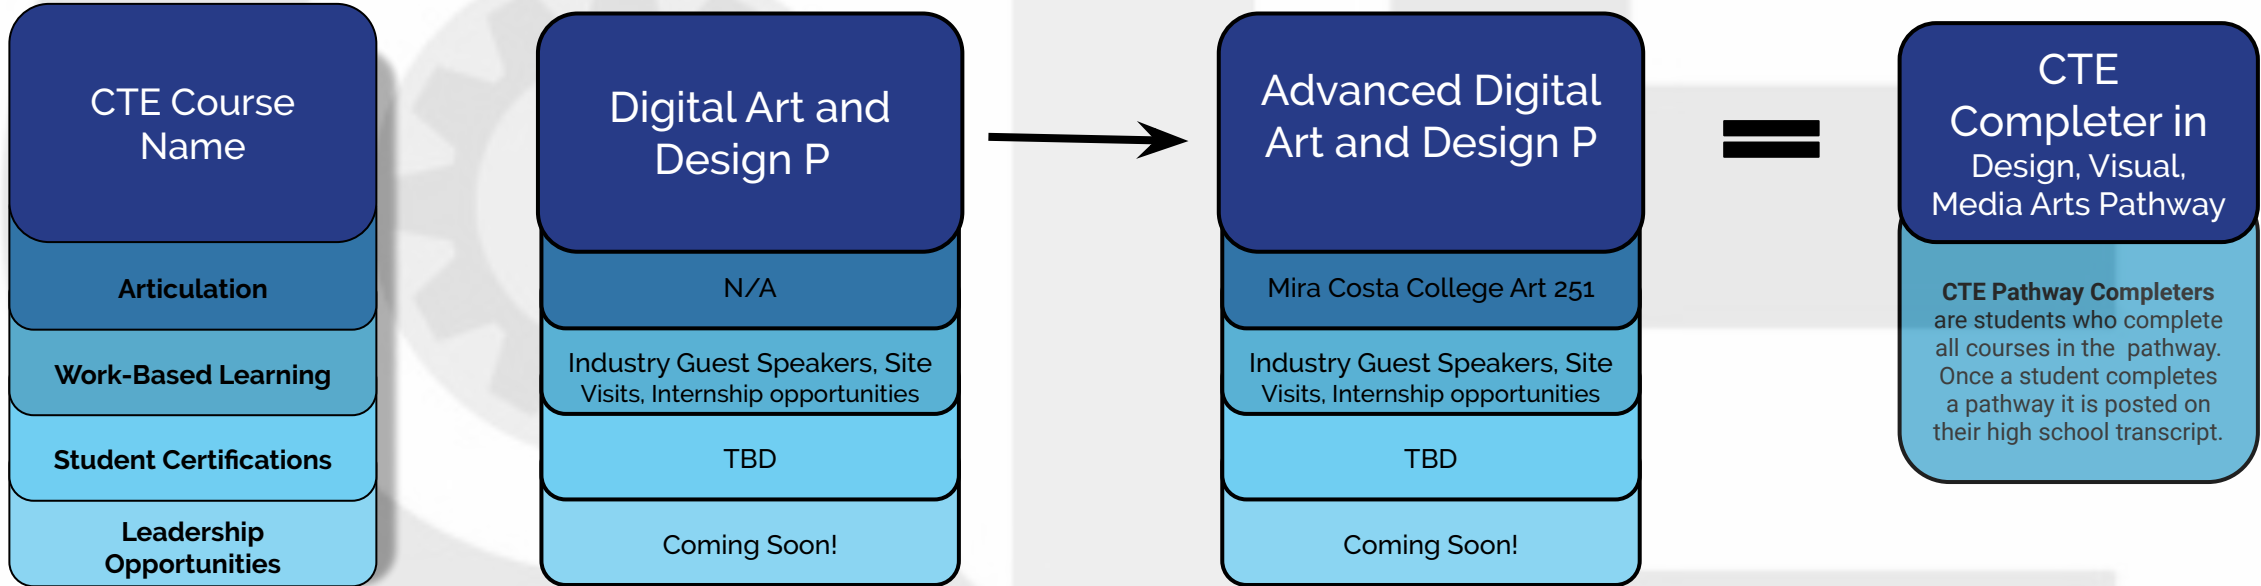 CTE Course
Name
Articulation
Work-Based Learning
Student Certifications
Leadership
Opportunities
Digital Art and
Design P
N/A
Industry Guest Speakers, Site
Visits, Internship opportunities
TBD
Coming Soon!
Advanced Digital
Art and Design P
Mira Costa College Art 251
Industry Guest Speakers, Site
Visits, Internship opportunities
TBD
Coming Soon!
CTE
Completer in
Design, Visual,
Media Arts Pathway
CTE Pathway Completers
are students who complete
all courses in the pathway.
Once a student completes
a pathway it is posted on
their high school transcript.